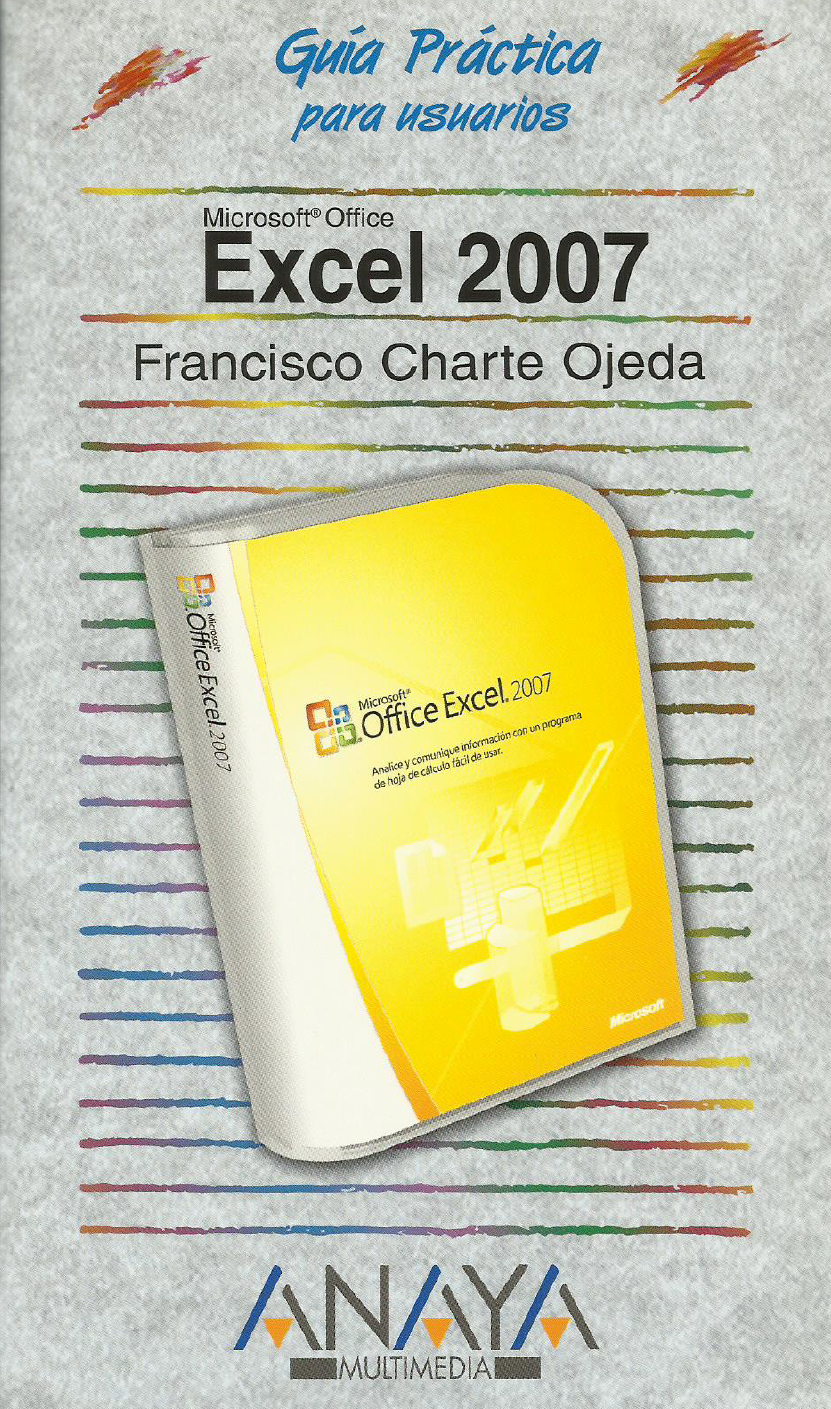 Guía Práctica
para usuarios
Microsoft® Office
Excel 2007
Francisco Charte Ojeda
Microsoft®
Office Excel 2007
Microsoft®
Office Excel 2007
Analice y comunique información con un programa
de hoja de cálculo fácil de usar.
Microsoft
ANAYA
MULTIMEDIA